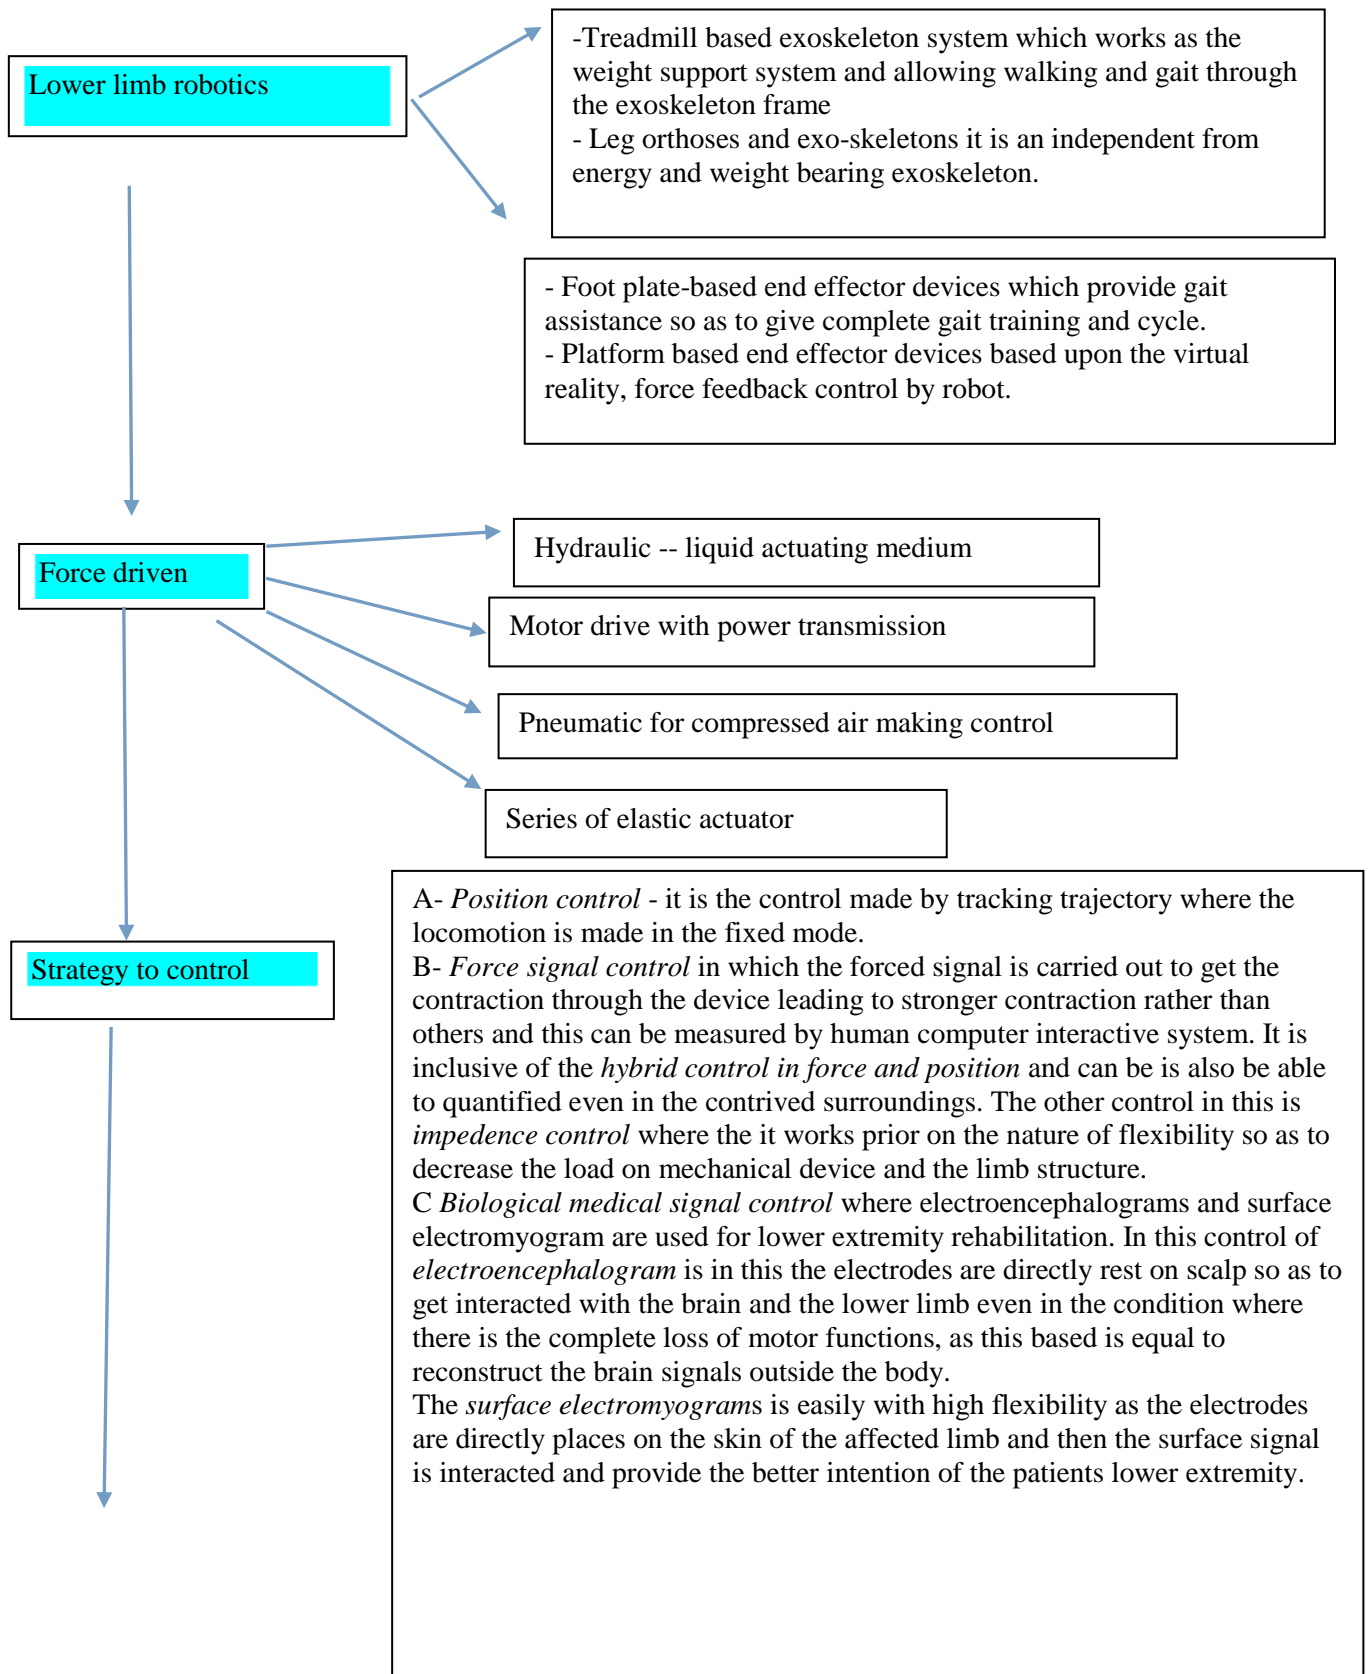 Lower limb robotics
-Treadmill based exoskeleton system which works as the
weight support system and allowing walking and gait through
the exoskeleton frame
- Leg orthoses and exo-skeletons it is an independent from
energy and weight bearing exoskeleton.
- Foot plate-based end effector devices which provide gait
assistance so as to give complete gait training and cycle.
- Platform based end effector devices based upon the virtual
reality, force feedback control by robot.
Force driven
Hydraulic -- liquid actuating medium
Motor drive with power transmission
Pneumatic for compressed air making control
Series of elastic actuator
Strategy to control
A- Position control - it is the control made by tracking trajectory where the
locomotion is made in the fixed mode.
B- Force signal control in which the forced signal is carried out to get the
contraction through the device leading to stronger contraction rather than
others and this can be measured by human computer interactive system. It is
inclusive of the hybrid control in force and position and can be is also be able
to quantified even in the contrived surroundings. The other control in this is
impedence control where the it works prior on the nature of flexibility so as to
decrease the load on mechanical device and the limb structure.
C Biological medical signal control where electroencephalograms and surface
electromyogram are used for lower extremity rehabilitation. In this control of
electroencephalogram is in this the electrodes are directly rest on scalp so as to
get interacted with the brain and the lower limb even in the condition where
there is the complete loss of motor functions, as this based is equal to
reconstruct the brain signals outside the body.
The surface electromyograms is easily with high flexibility as the electrodes
are directly places on the skin of the affected limb and then the surface signal
is interacted and provide the better intention of the patients lower extremity.